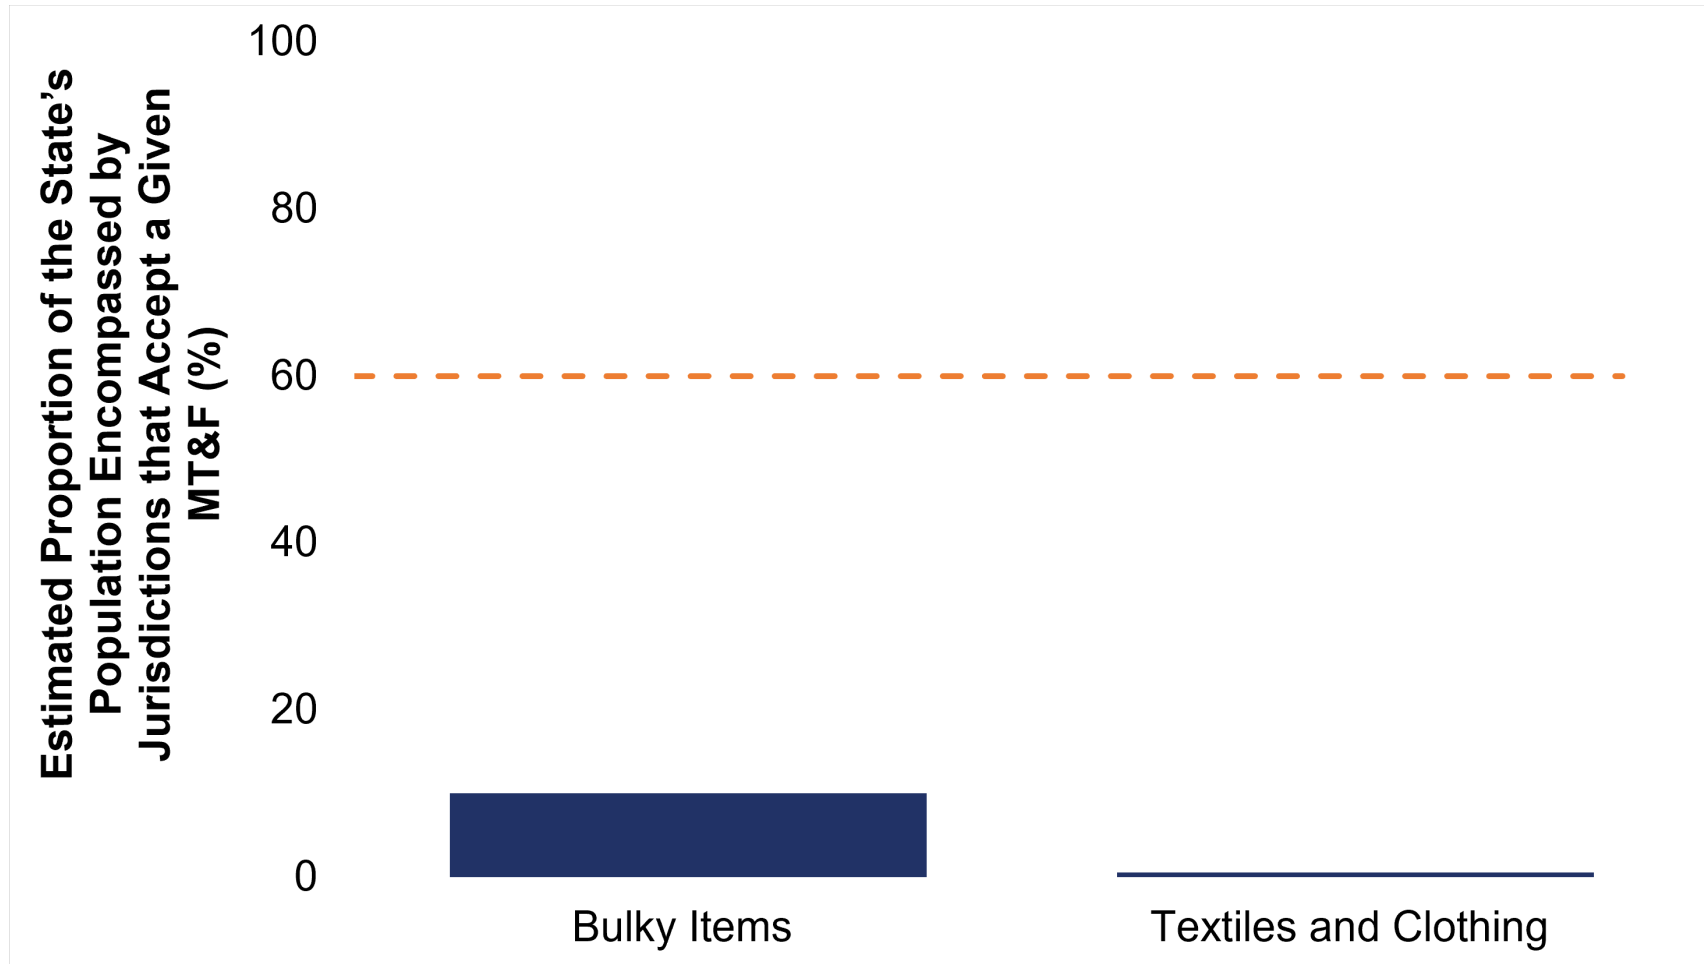 Estimated Proportion of the State’s
Population Encompassed by
Jurisdictions that Accept a Given
MT&F (%)
100
80
60
40
20
0
Bulky Items
Textiles and Clothing